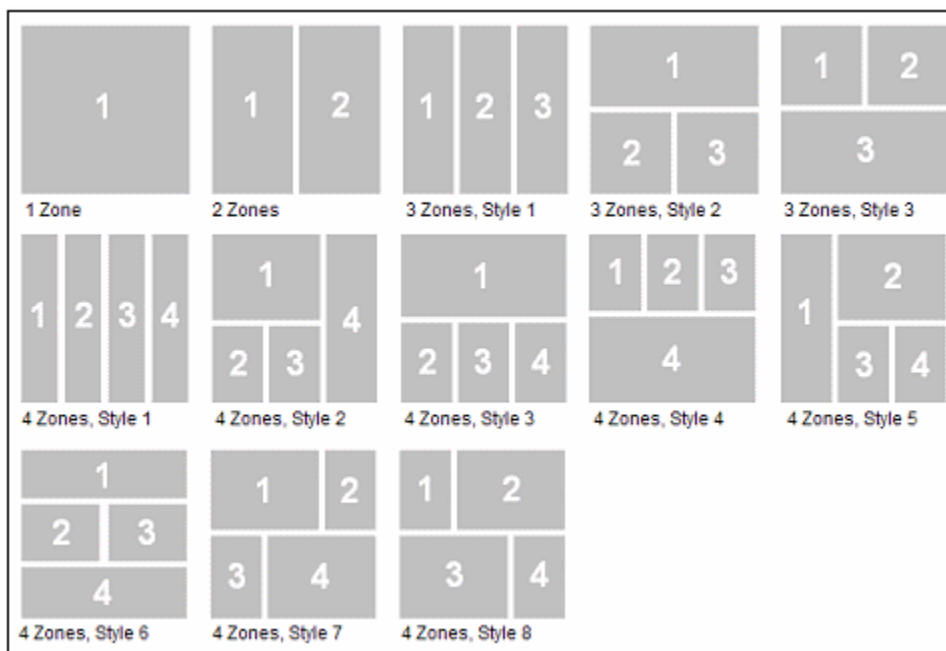 1
1 2
1 2 3
1
2 3
1 2
3
1 Zone
2 Zones
3 Zones, Style 1
3 Zones, Style 2
3 Zones, Style 3
1 2 3 4
1
2 3
4
1
2 3 4
1 2 3
4
1
2
3 4
4 Zones, Style 1
4 Zones, Style 2
4 Zones, Style 3
4 Zones, Style 4
4 Zones, Style 5
1
2 3
4
1 2
3 4
1 2
3 4
4 Zones, Style 6
4 Zones, Style 7
4 Zones, Style 8